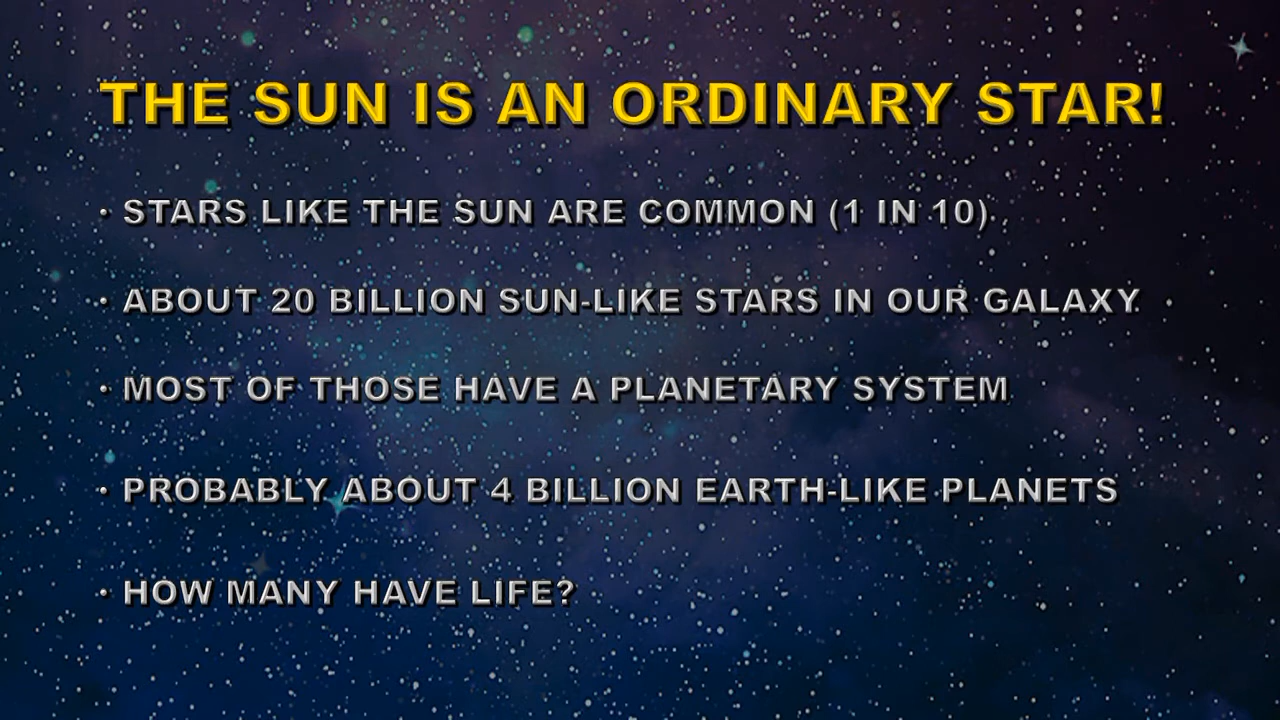 THE SUN IS AN ORDINARY STAR!
• STARS LIKE THE SUN ARE COMMON (1 IN 10)
• ABOUT 20 BILLION SUN-LIKE STARS IN OUR GALAXY
• MOST OF THOSE HAVE A PLANETARY SYSTEM
• PROBABLY ABOUT 4 BILLION EARTH-LIKE PLANETS
• HOW MANY HAVE LIFE?